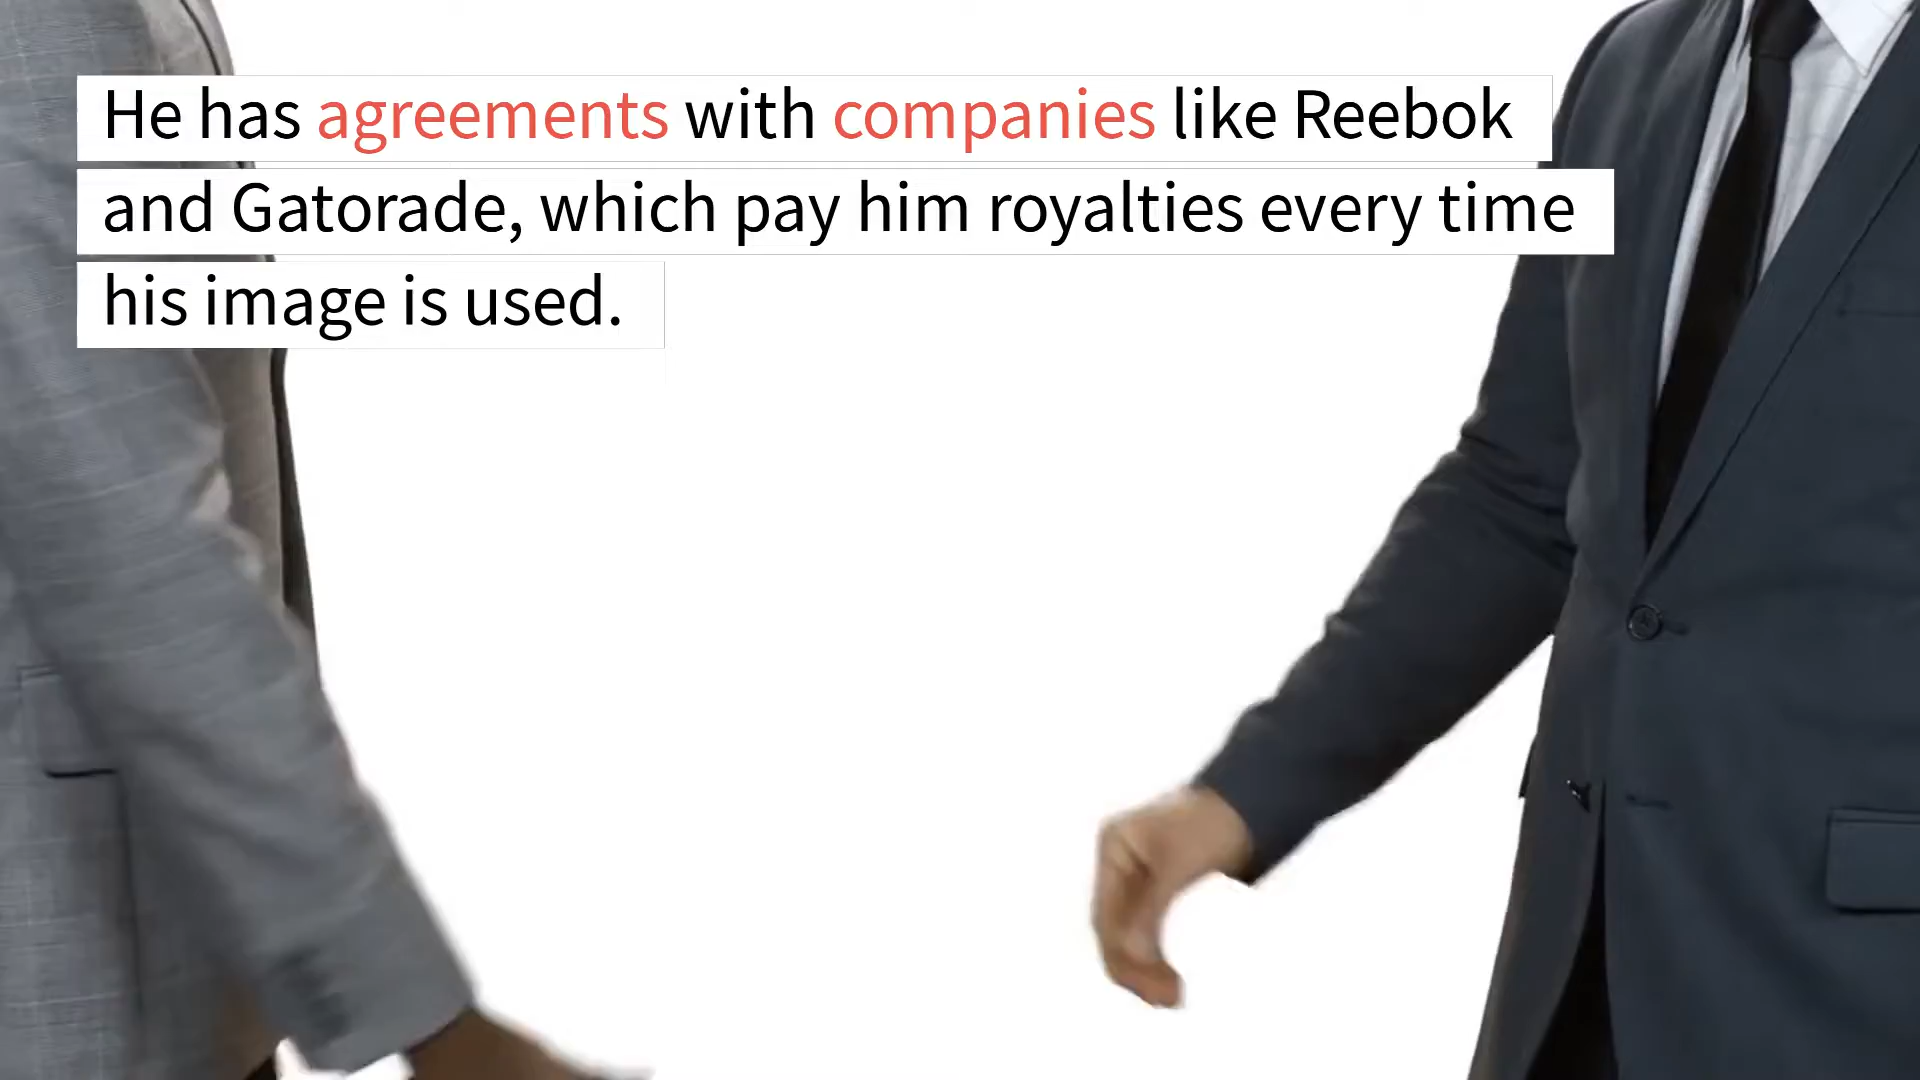 He has agreements with companies like Reebok
and Gatorade, which pay him royalties every time
his image is used.